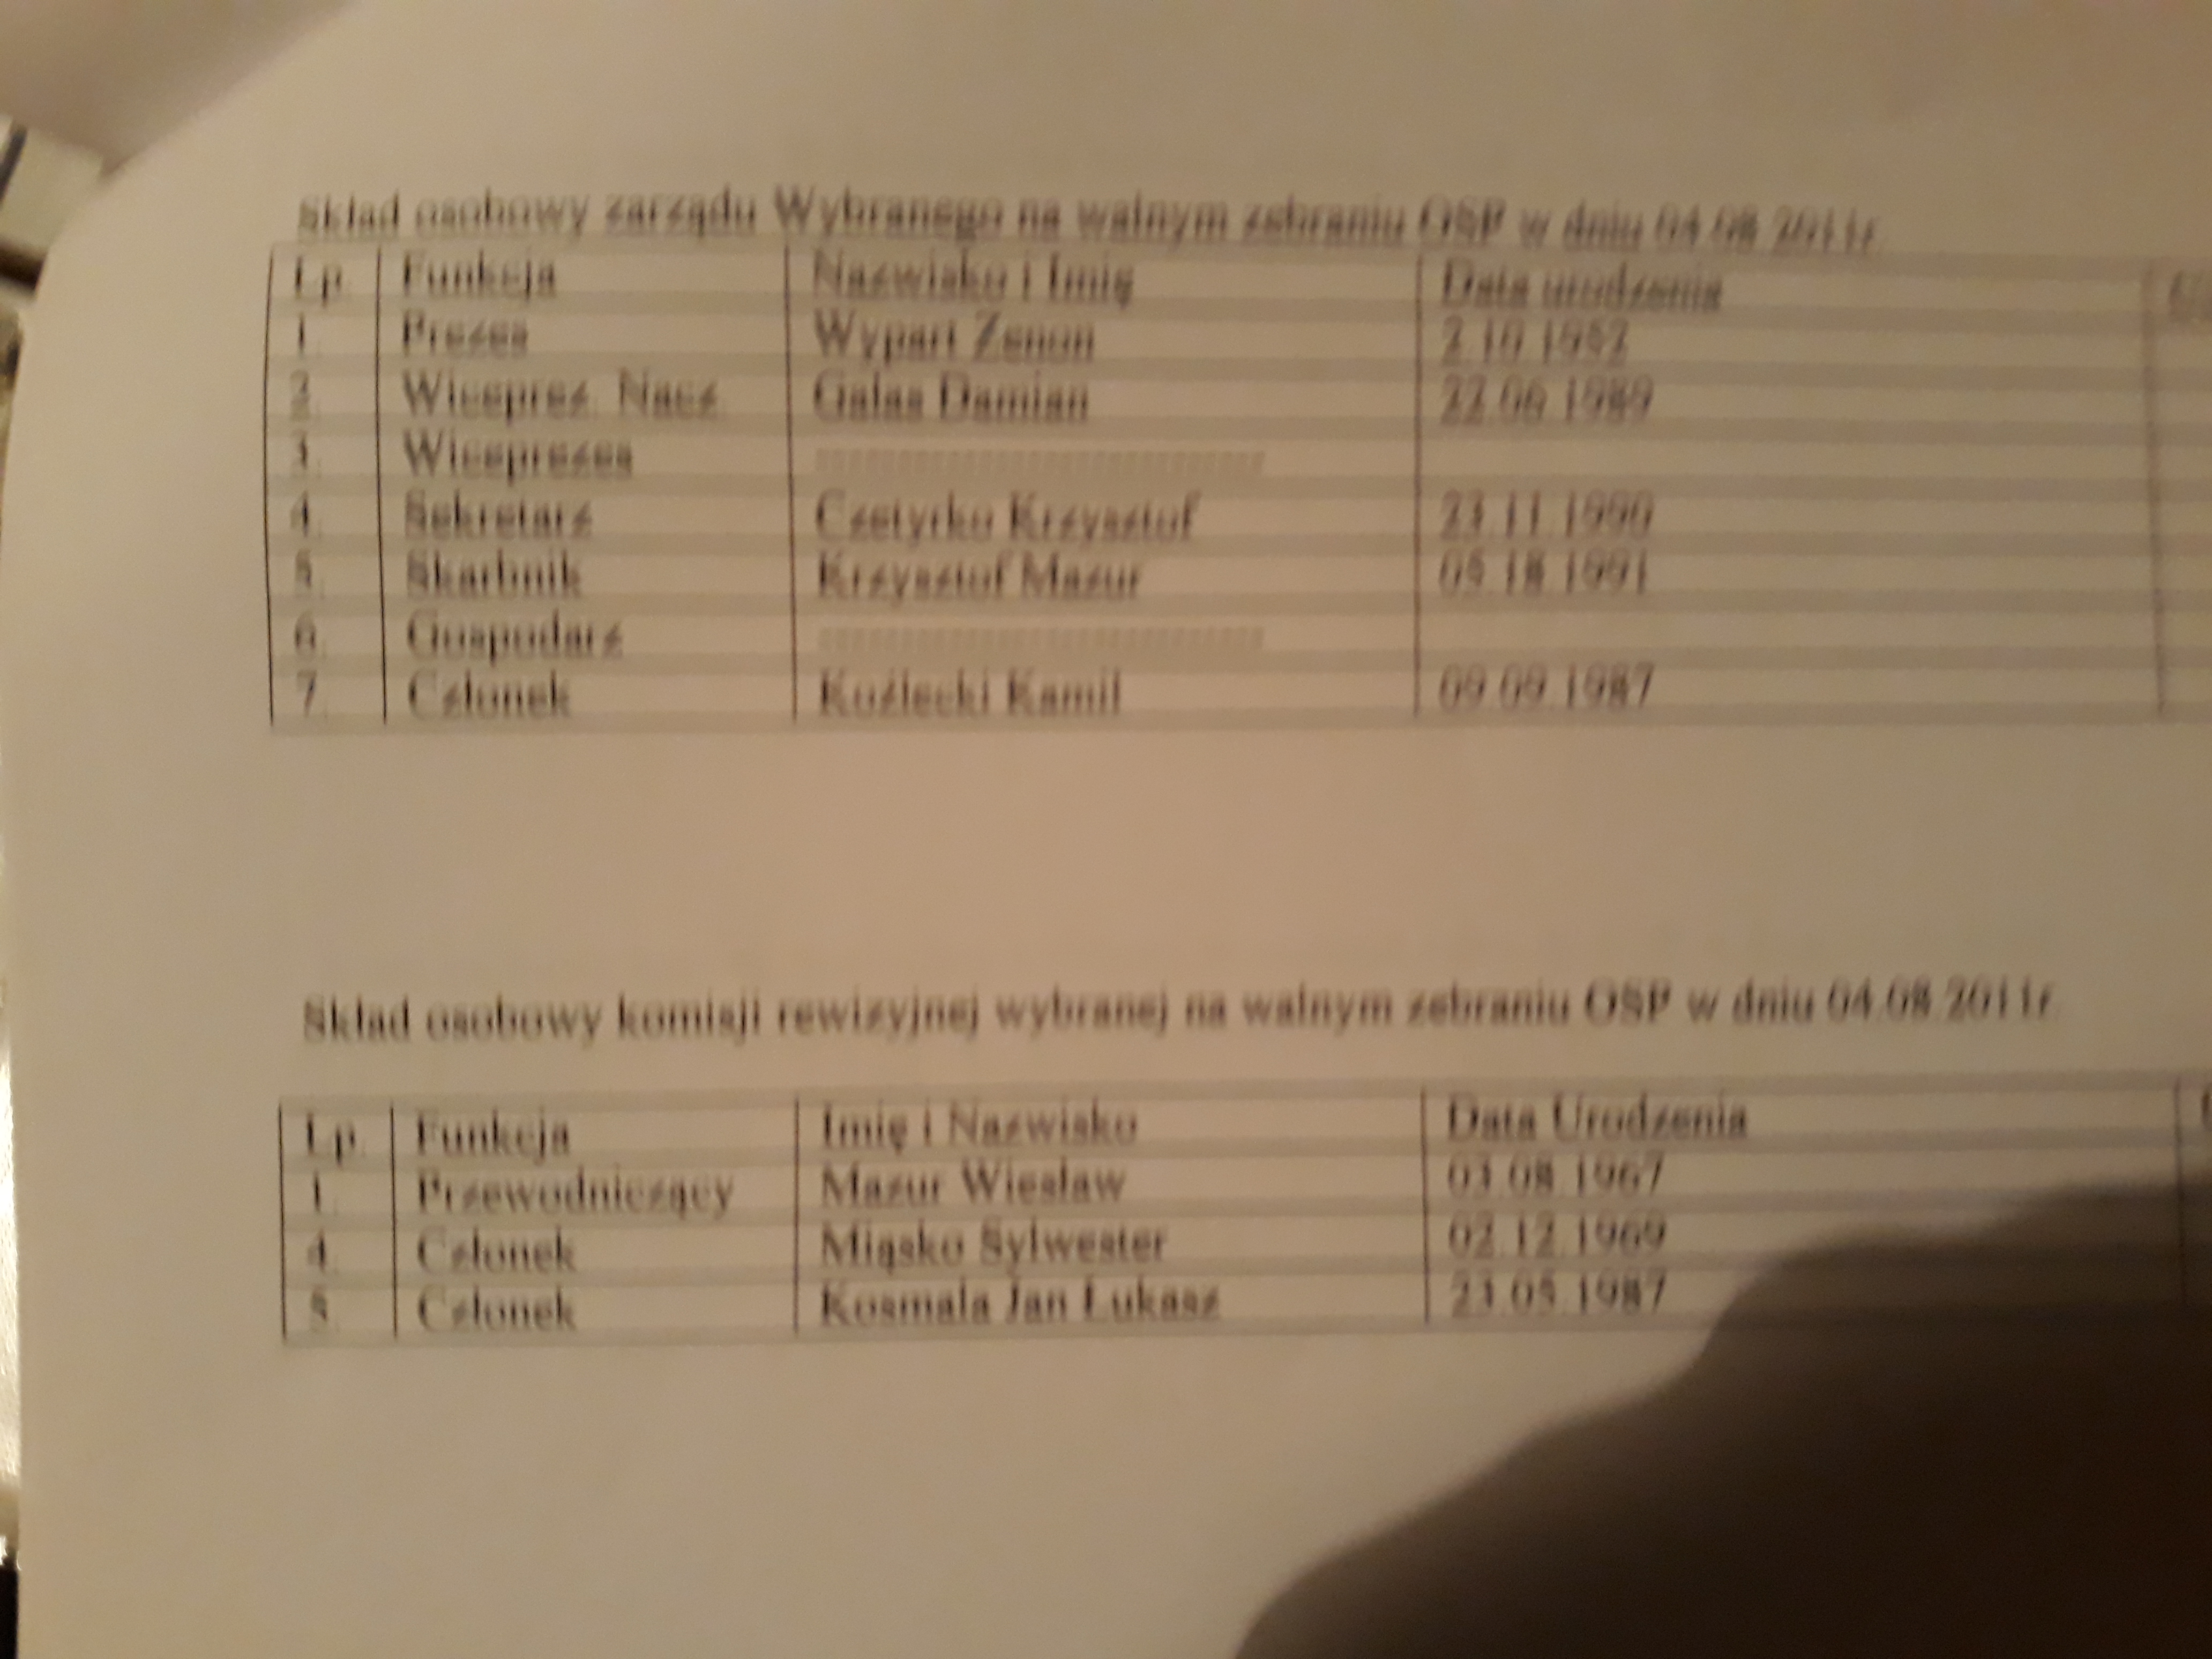 Skład osobowy zarządu Wybranego na walnym zebraniu OSP w dniu 04.08.2011r.
Lp. Funkcja Nazwisko i Imię Data urodzenia
1. Prezes Wypart Zenon 2.10.1952
2. Wiceprez. Nacz. Galas Damian 22.06.1989
3. Wiceprezes
4. Sekretarz Czetyrko Krzysztof 23.11.1990
5. Skarbnik Krzysztof Mazur 05.18.1991
6. Gospodarz
7. Członek Koźlecki Kamil 09.09.1987
Skład osobowy komisji rewizyjnej wybranej na walnym zebraniu OSP w dniu 04.08.2011r.
Lp. Funkcja Imię i Nazwisko Data Urodzenia
1. Przewodniczący Mazur Wiesław 03.08.1967
4. Członek Miąsko Sylwester 02.12.1969
5. Członek Kosmala Jan Łukasz 23.05.1987